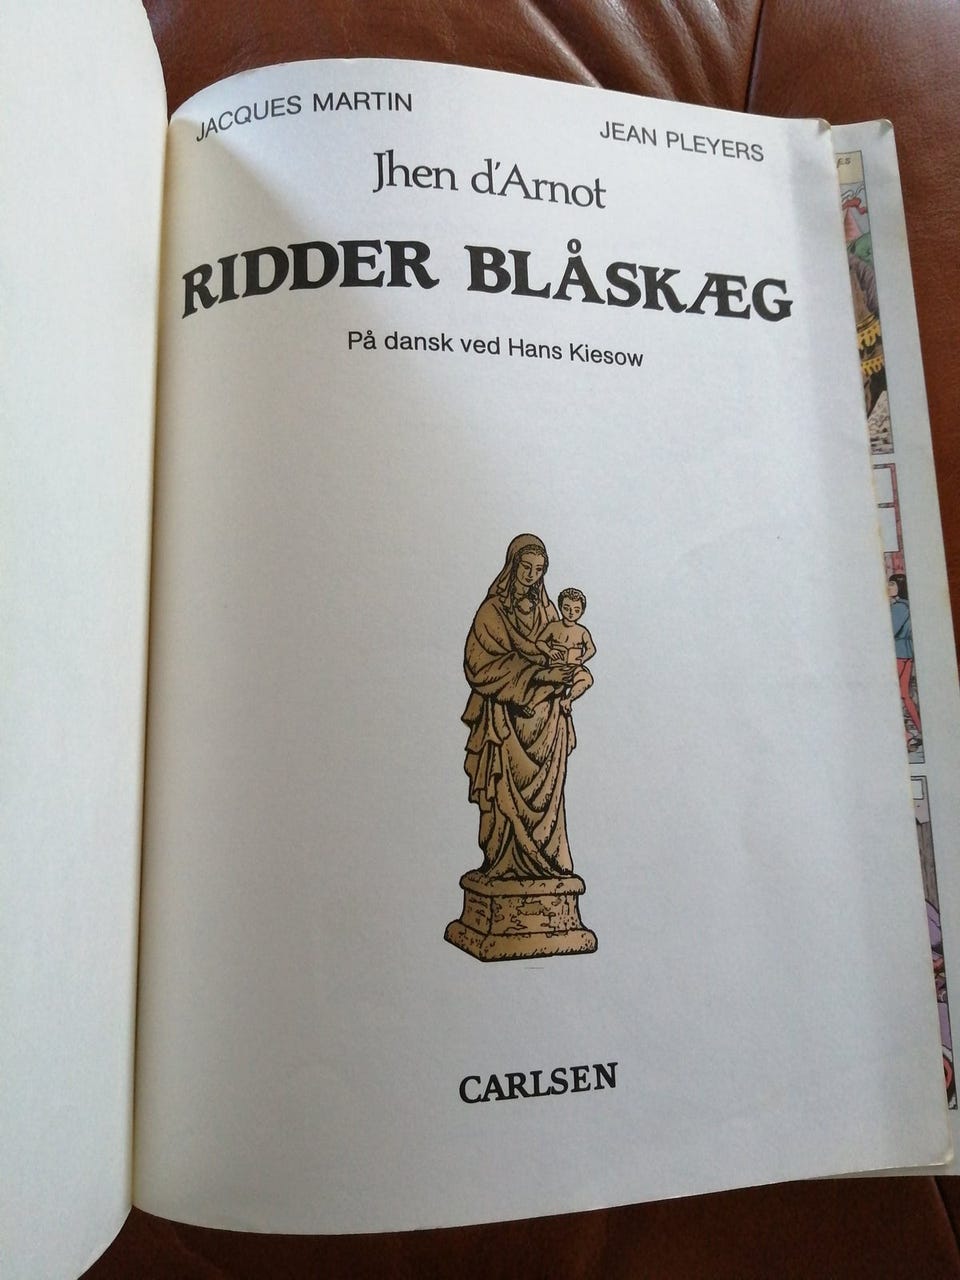 JACQUES MARTIN
JEAN PLEYERS
Jhen d'Arnot
RIDDER BLÅSKÆG
På dansk ved Hans Kiesow
CARLSEN